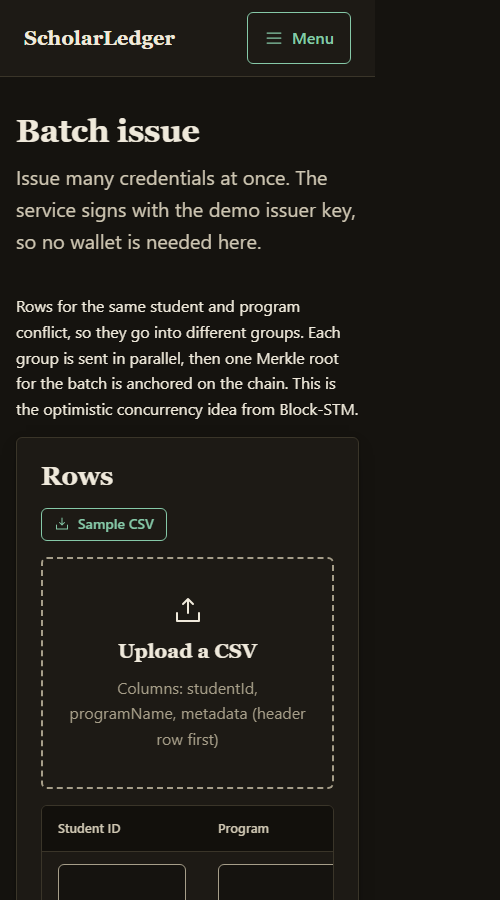 ScholarLedger
Menu
Batch issue
Issue many credentials at once. The
service signs with the demo issuer key,
so no wallet is needed here.
Rows for the same student and program
conflict, so they go into different groups. Each
group is sent in parallel, then one Merkle root
for the batch is anchored on the chain. This is
the optimistic concurrency idea from Block-STM.
Rows
Sample CSV
Upload a CSV
Columns: studentId,
programName, metadata (header
row first)
Student ID
Program